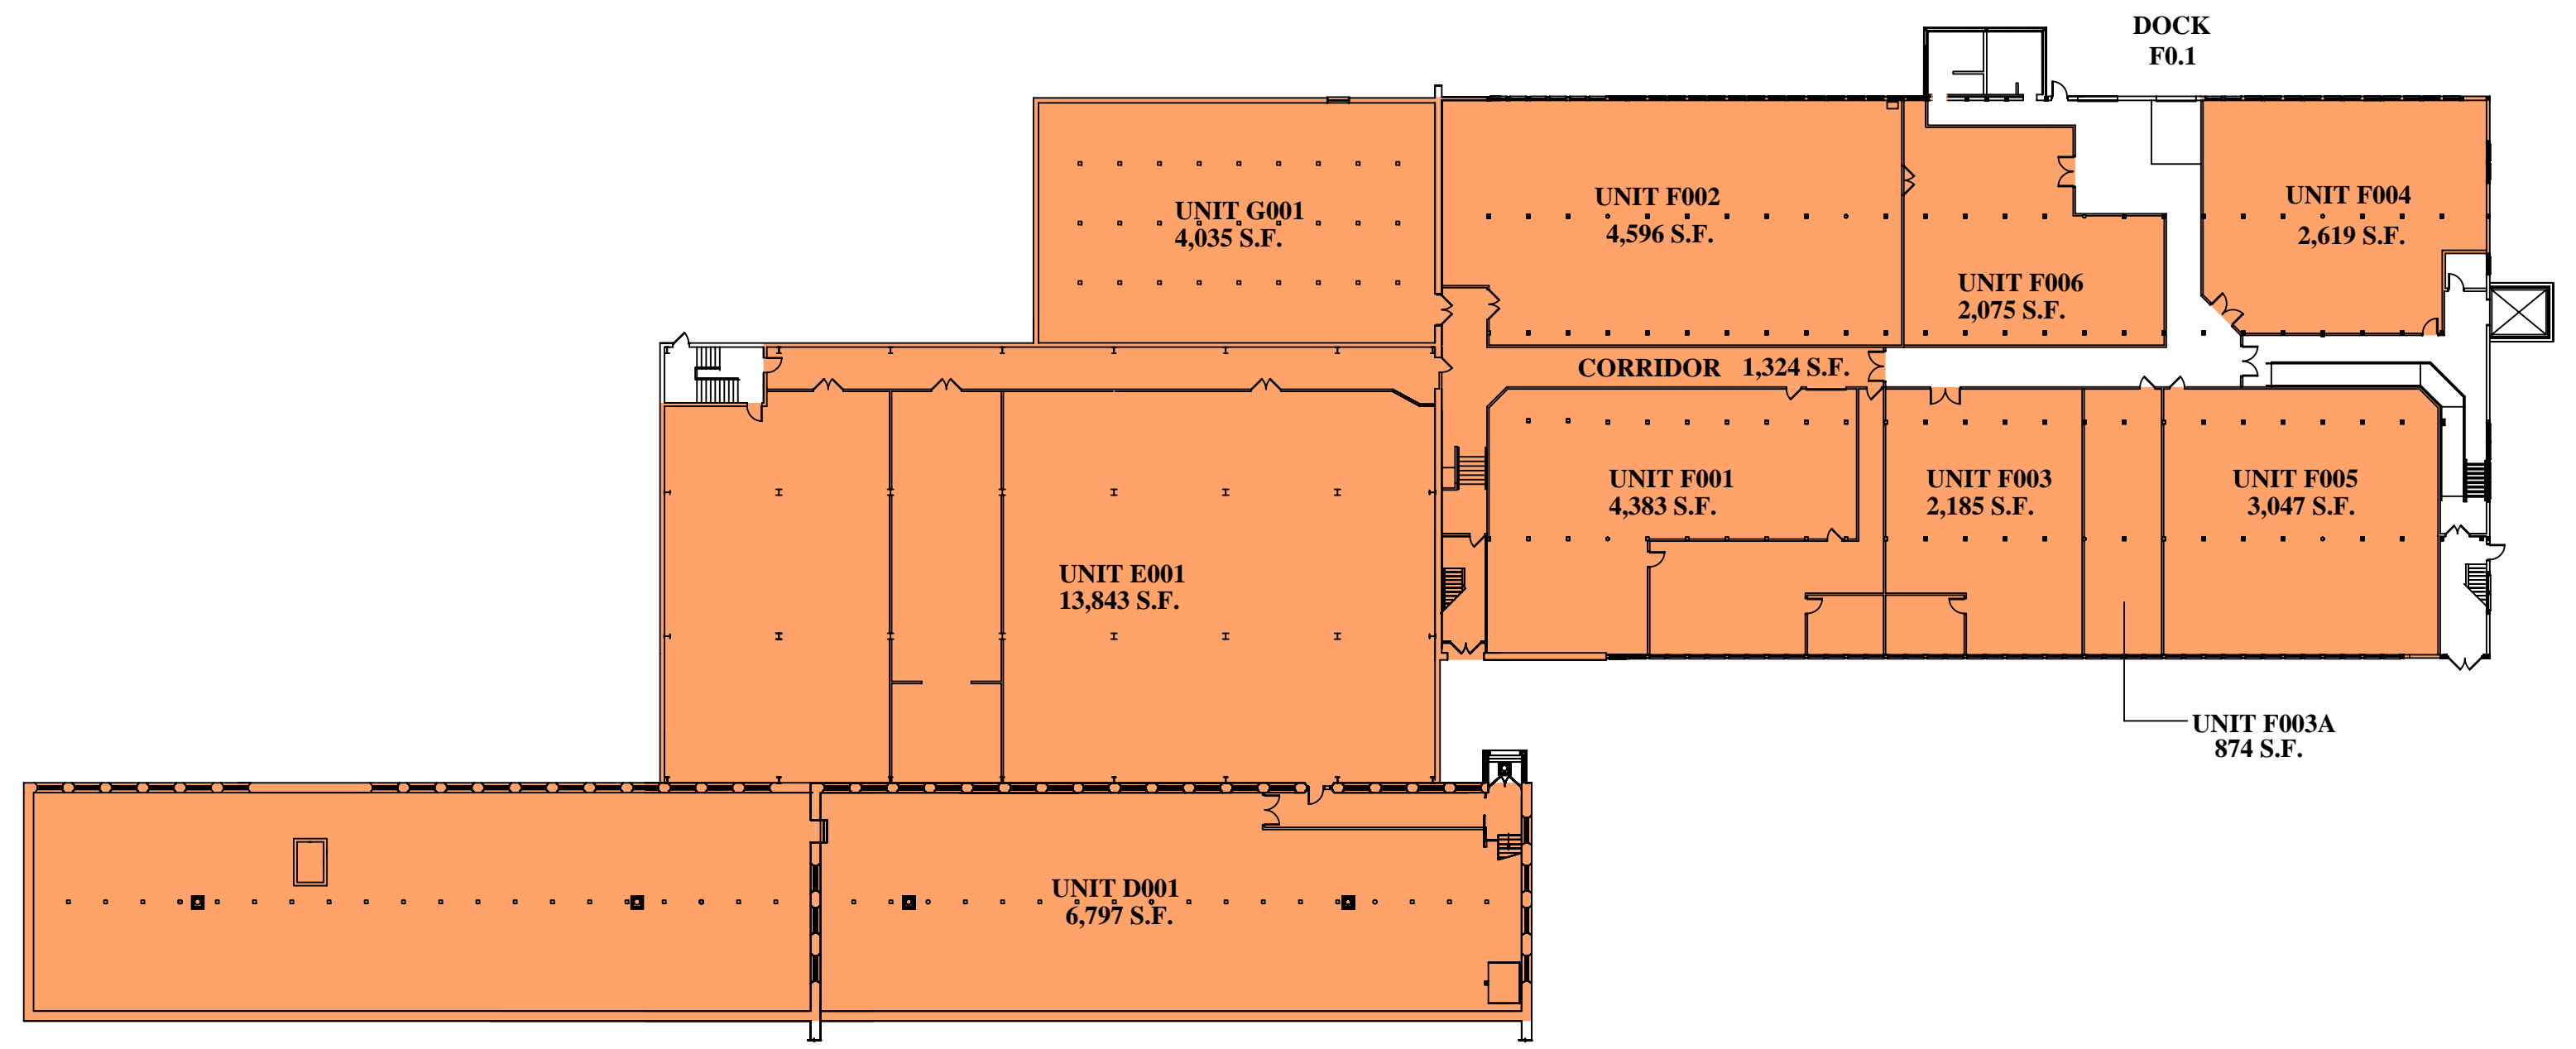 DOCK
F0.1
UNIT G001
4,035 S.F.
UNIT F002
4,596 S.F.
UNIT F004
2,619 S.F.
UNIT F006
2,075 S.F.
CORRIDOR 1,324 S.F.
UNIT F001
4,383 S.F.
UNIT F003
2,185 S.F.
UNIT F005
3,047 S.F.
UNIT E001
13,843 S.F.
UNIT F003A
874 S.F.
UNIT D001
6,797 S.F.